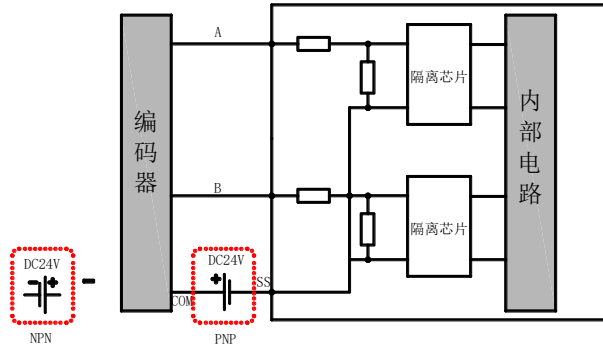 A
隔离芯片
编码器
内部电路
B
隔离芯片
DC24V
- +
-
NPN
DC24V
+
COM
SS
PNP